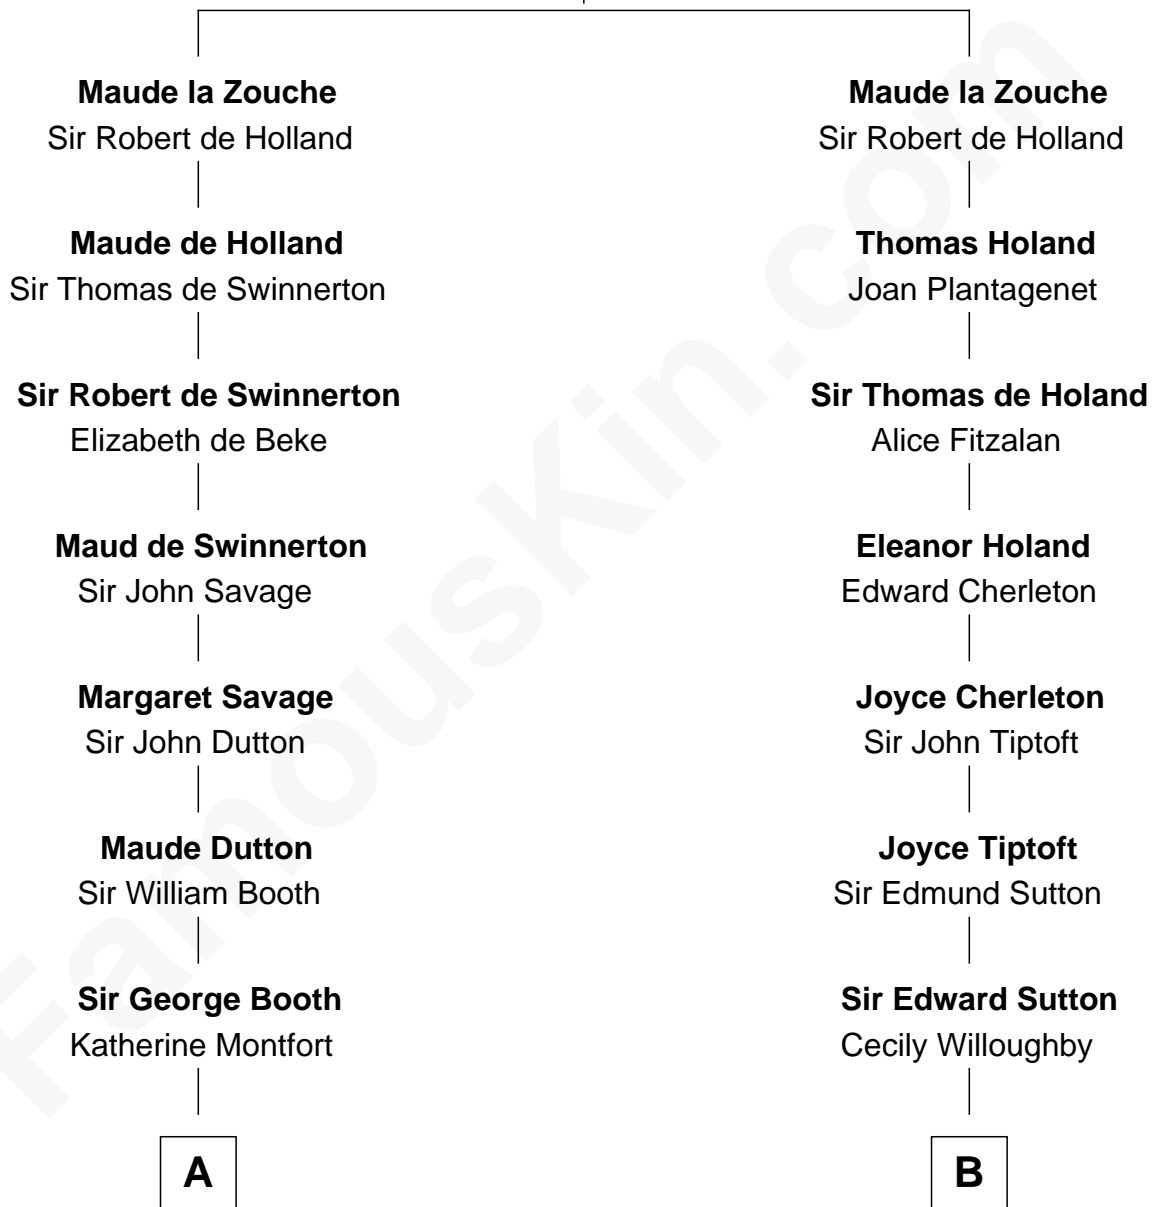 Maude la Zouche
Sir Robert de Holland
Maude de Holland
Sir Thomas de Swinnerton
Sir Robert de Swinnerton
Elizabeth de Beke
Maud de Swinnerton
Sir John Savage
Margaret Savage
Sir John Dutton
Maude Dutton
Sir William Booth
Sir George Booth
Katherine Montfort
A
Maude la Zouche
Sir Robert de Holland
Thomas Holand
Joan Plantagenet
Sir Thomas de Holand
Alice Fitzalan
Eleanor Holand
Edward Cherleton
Joyce Cherleton
Sir John Tiptoft
Joyce Tiptoft
Sir Edmund Sutton
Sir Edward Sutton
Cecily Willoughby
B
FamousKin.com